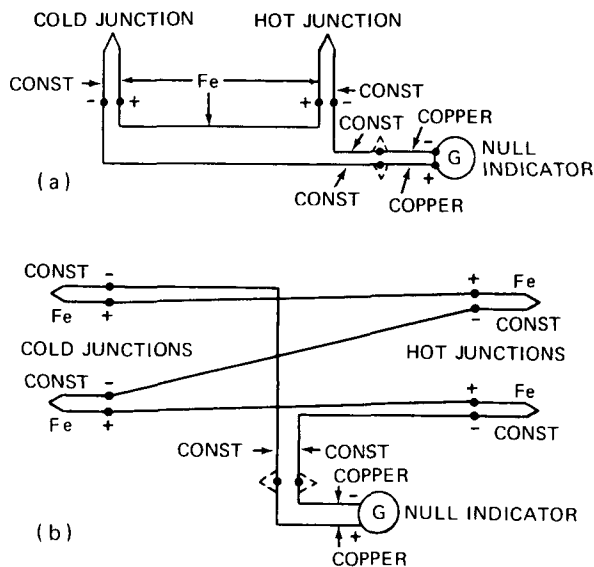 COLD JUNCTION
HOT JUNCTION
CONST
Fe
CONST
- +
+ -
CONST
COPPER
-
G
NULL
INDICATOR
+
(a)
CONST
COPPER
CONST -
+ Fe
Fe +
- CONST
COLD JUNCTIONS
HOT JUNCTIONS
CONST -
+ Fe
Fe +
- CONST
CONST
CONST
COPPER
-
G
NULL INDICATOR
+
(b)
COPPER